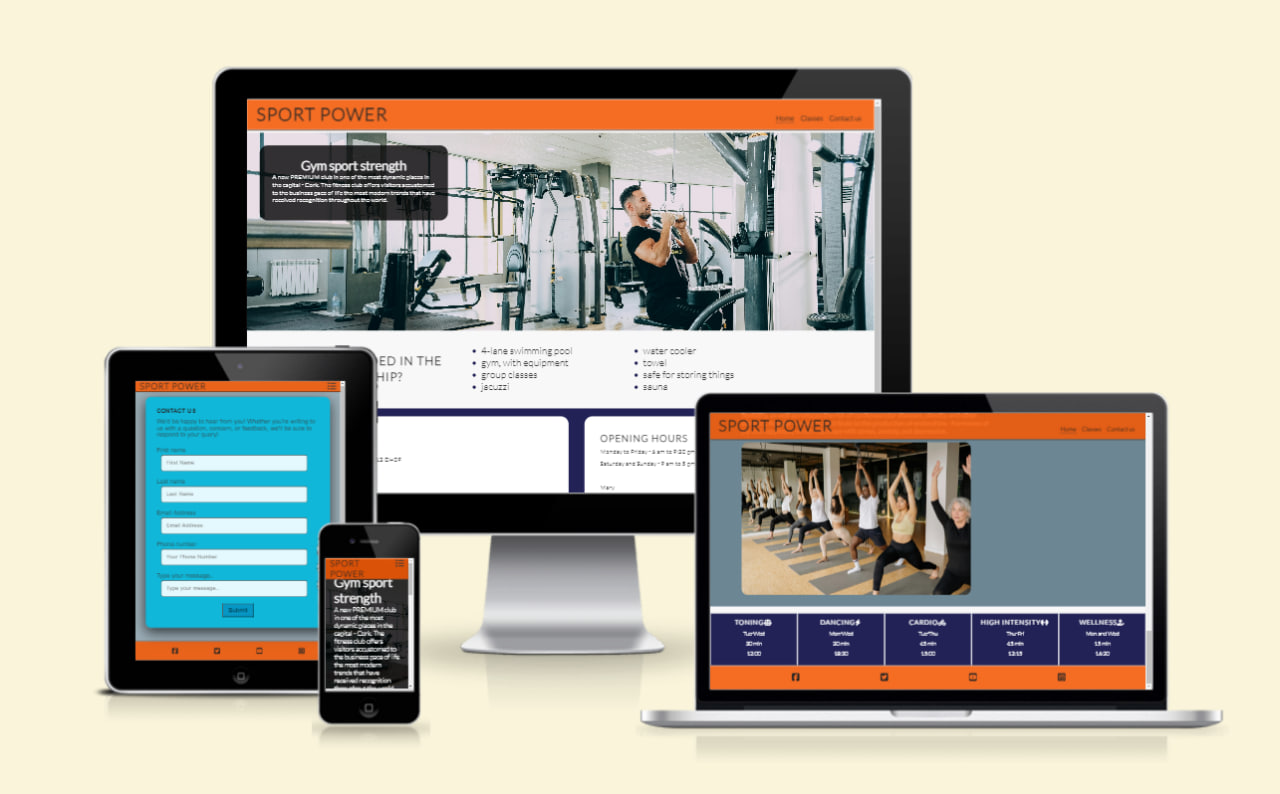 SPORT POWER
Home Classes Contact us
Gym sport strength
A new PREMIUM club in one of the most dynamic places in
the capital - Cork. The fitness club offers visitors accustomed
to the business pace of life the most modern trends that have
received recognition throughout the world.
DED IN THE
HIP?
4-lane swimming pool
gym, with equipment
group classes
jacuzzi
water cooler
towel
safe for storing things
sauna
OPENING HOURS
Monday to Friday - 6 am to 9:30 pm
Saturday and Sunday - 9 am to 8 pm
SPORT POWER
CONTACT US
We'll be happy to hear from you! Whether you're writing to
us with a question, concern, or feedback, we'll be sure to
respond to your query!
First name
First Name
Last name
Last Name
Email Address
Email Address
Phone number
Your Phone Number
Type your message...
Type your message...
Submit
SPORT
POWER
Gym sport
strength
A new PREMIUM club
in one of the most
dynamic places in
the capital - Cork. The
fitness club offers
visitors accustomed to
the business pace of life
the most modern
trends that have
received recognition
throughout the world.
SPORT POWER
Home Classes Contact us
TONING
Tue-Wed
30 min
12:00
DANCING
Mon-Wed
30 min
18:30
CARDIO
Tue-Thu
45 min
15:00
HIGH INTENSITY
Thur-Fri
45 min
13:15
WELLNESS
Mon and Wed
15 min
16:20